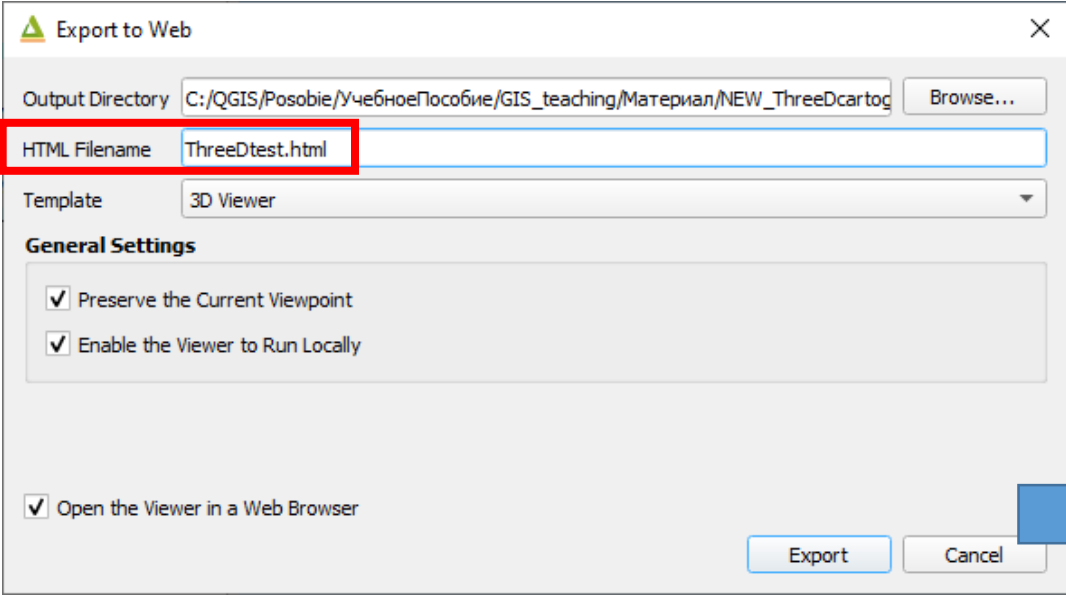 Export to Web
Output Directory C:/QGIS/Posobie/УчебноеПособие/GIS_teaching/Материал/NEW_ThreeDcartog Browse...
HTML Filename ThreeDtest.html
Template 3D Viewer
General Settings
Preserve the Current Viewpoint
Enable the Viewer to Run Locally
Open the Viewer in a Web Browser
Export Cancel